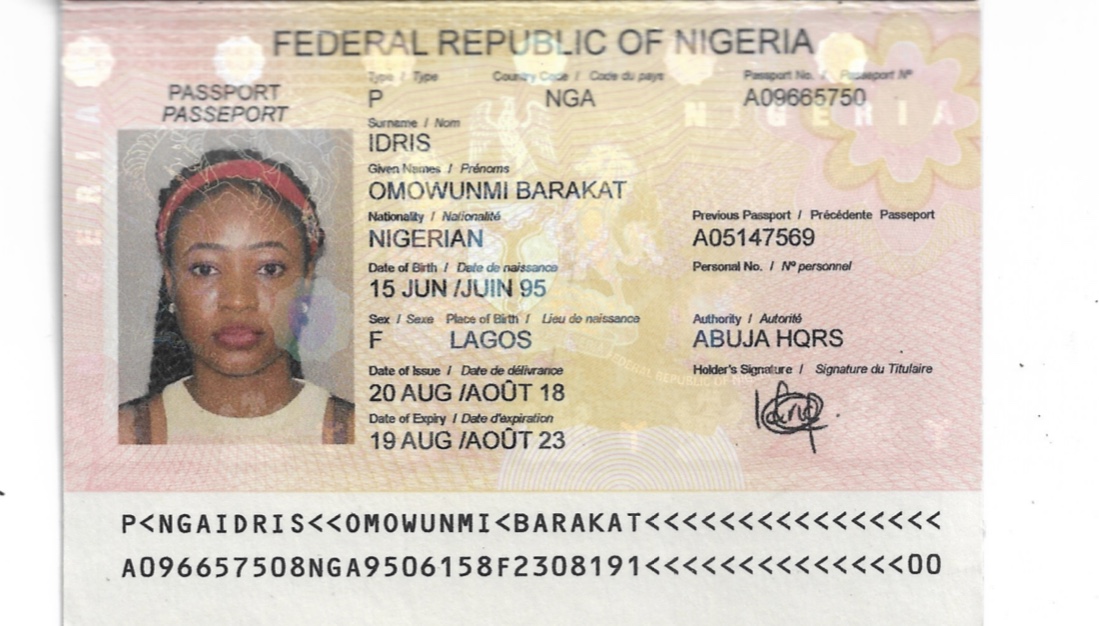 FEDERAL REPUBLIC OF NIGERIA
PASSPORT
PASSEPORT
Type / Type
Country Code / Code du pays
Passport No. / Passeport Nº
P
NGA
A09665750
NIGERIA
Surname / Nom
IDRIS
Given Names / Prénoms
OMOWUNMI BARAKAT
Nationality / Nationalité
Previous Passport / Précédente Passeport
NIGERIAN
A05147569
Date of Birth / Date de naissance
Personal No. / Nº personnel
15 JUN /JUIN 95
Sex / Sexe Place of Birth / Lieu de naissance
Authority / Autorité
F LAGOS
ABUJA HQRS
Date of Issue / Date de délivrance
Holder's Signature / Signature du Titulaire
20 AUG /AOÛT 18
Date of Expiry / Date d'expiration
19 AUG /AOÛT 23
P<NGAIDRIS<<OMOWUNMI<BARAKAT<<<<<<<<<<<<<<<<
A096657508NGA9506158F2308191<<<<<<<<<<<<<<00